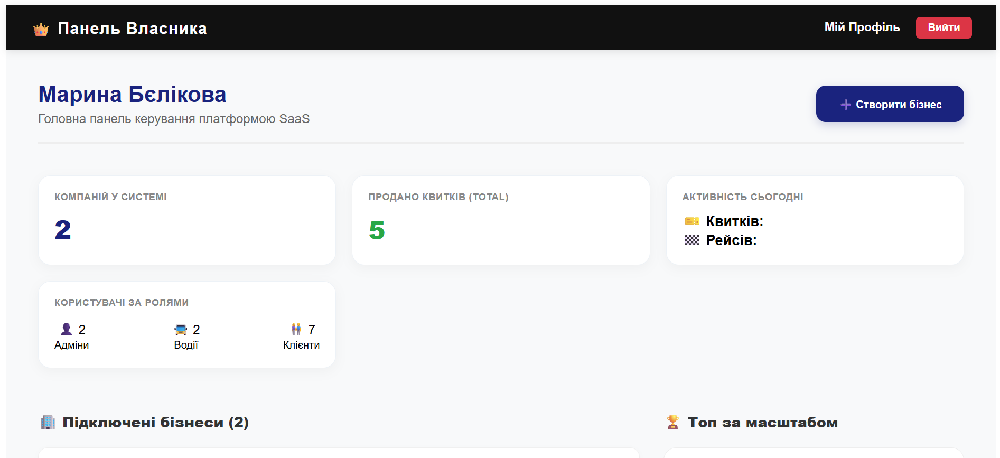 Панель Власника
Мій Профіль
Вийти
Марина Бєлікова
Головна панель керування платформою SaaS
Створити бізнес
КОМПАНІЙ У СИСТЕМІ
2
ПРОДАНО КВИТКІВ (TOTAL)
5
АКТИВНІСТЬ СЬОГОДНІ
Квитків:
Рейсів:
КОРИСТУВАЧІ ЗА РОЛЯМИ
2
Адміни
2
Водії
7
Клієнти
Підключені бізнеси (2)
Топ за масштабом